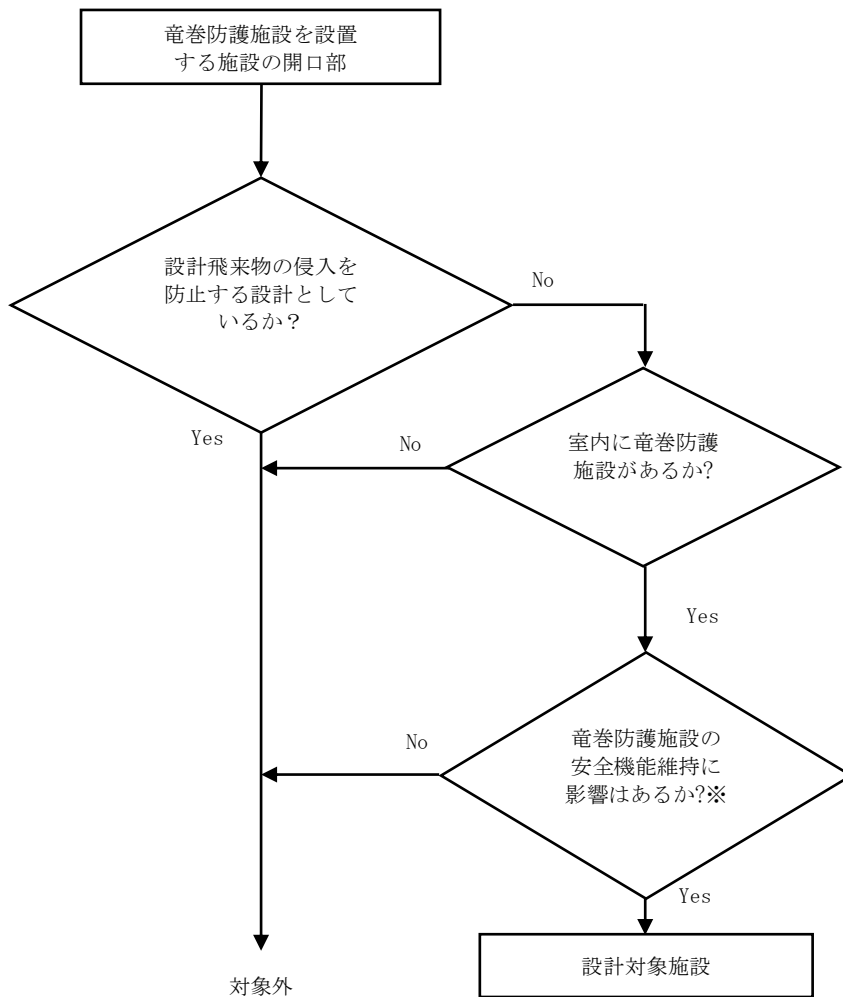 竜巻防護施設を設置
する施設の開口部
設計飛来物の侵入を
防止する設計として
いるか？
No
Yes
No
室内に竜巻防護
施設があるか?
Yes
No
竜巻防護施設の
安全機能維持に
影響はあるか?※
Yes
対象外
設計対象施設